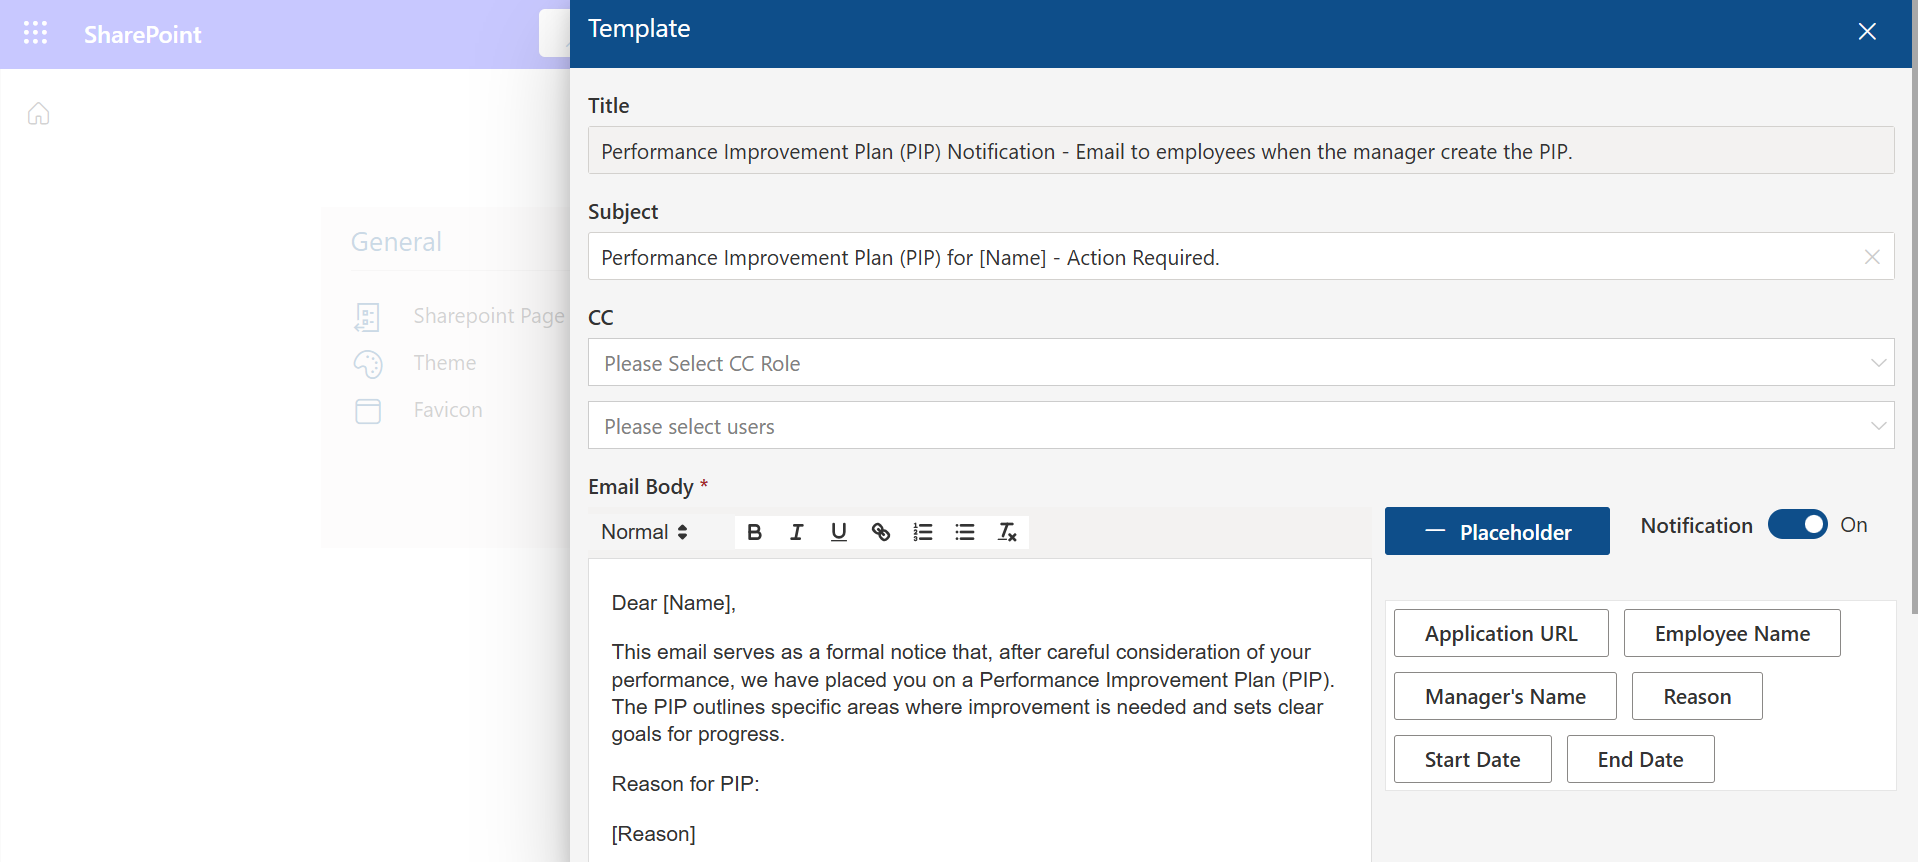 SharePoint
General
Sharepoint Page
Theme
Favicon
Template
Title
Performance Improvement Plan (PIP) Notification - Email to employees when the manager create the PIP.
Subject
Performance Improvement Plan (PIP) for [Name] - Action Required.
CC
Please Select CC Role
Please select users
Email Body *
Normal
Placeholder
Notification On
Dear [Name],
This email serves as a formal notice that, after careful consideration of your
performance, we have placed you on a Performance Improvement Plan (PIP).
The PIP outlines specific areas where improvement is needed and sets clear
goals for progress.
Reason for PIP:
[Reason]
Application URL
Employee Name
Manager's Name
Reason
Start Date
End Date